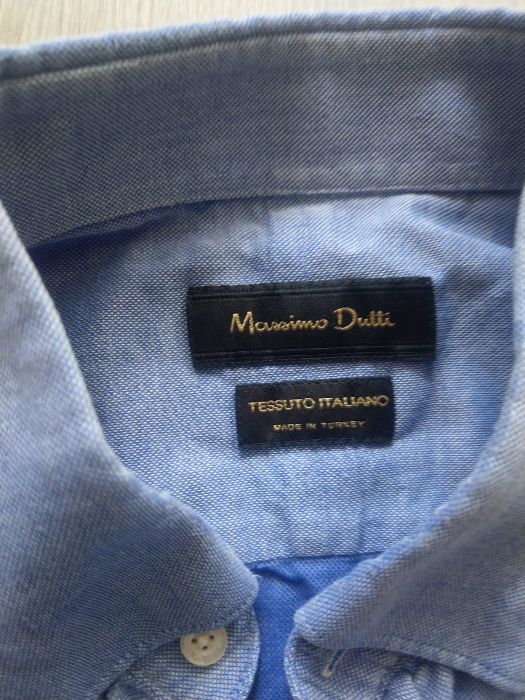 Massimo Dutti
TESSUTO ITALIANO
MADE IN TURKEY